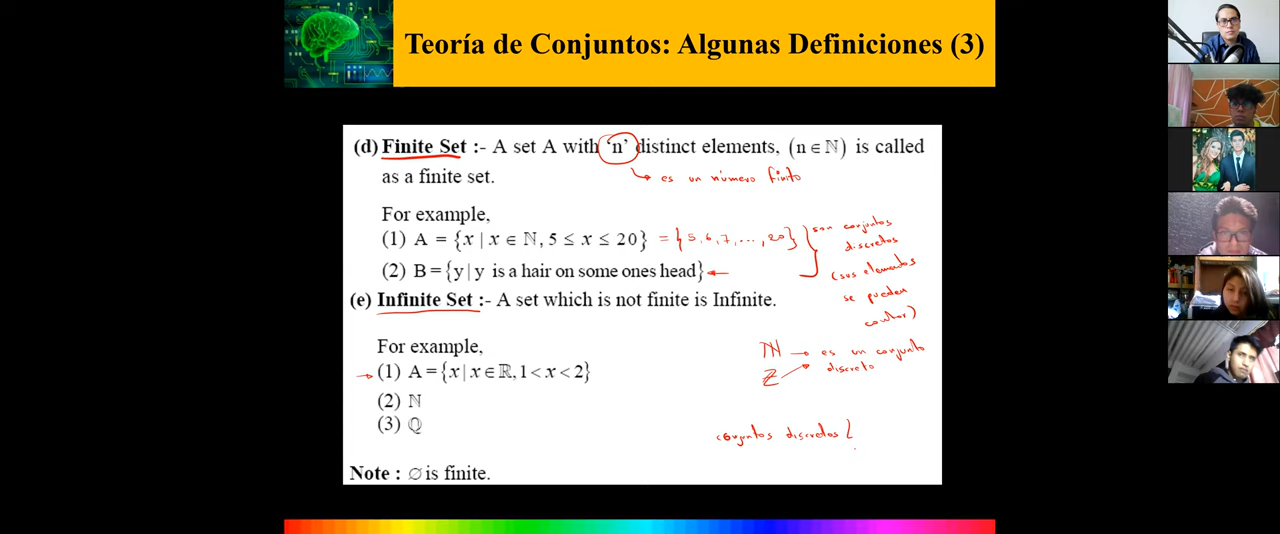 Teoría de Conjuntos: Algunas Definiciones (3)
(d) Finite Set :- A set A with ‘n’ distinct elements, (n ∈ ℕ) is called
as a finite set.
es un número finito
For example,
(1) A = {x | x ∈ ℕ, 5 ≤ x ≤ 20} = {5, 6, 7, ..., 20}
(2) B = {y | y is a hair on some ones head}
son conjuntos
discretos
(sus elementos
se pueden
contar)
(e) Infinite Set :- A set which is not finite is Infinite.
For example,
(1) A = {x | x ∈ ℝ, 1 < x < 2}
(2) ℕ
(3) ℚ
ℕ → es un conjunto
ℤ discreto
conjuntos discretos {
Note : ∅ is finite.